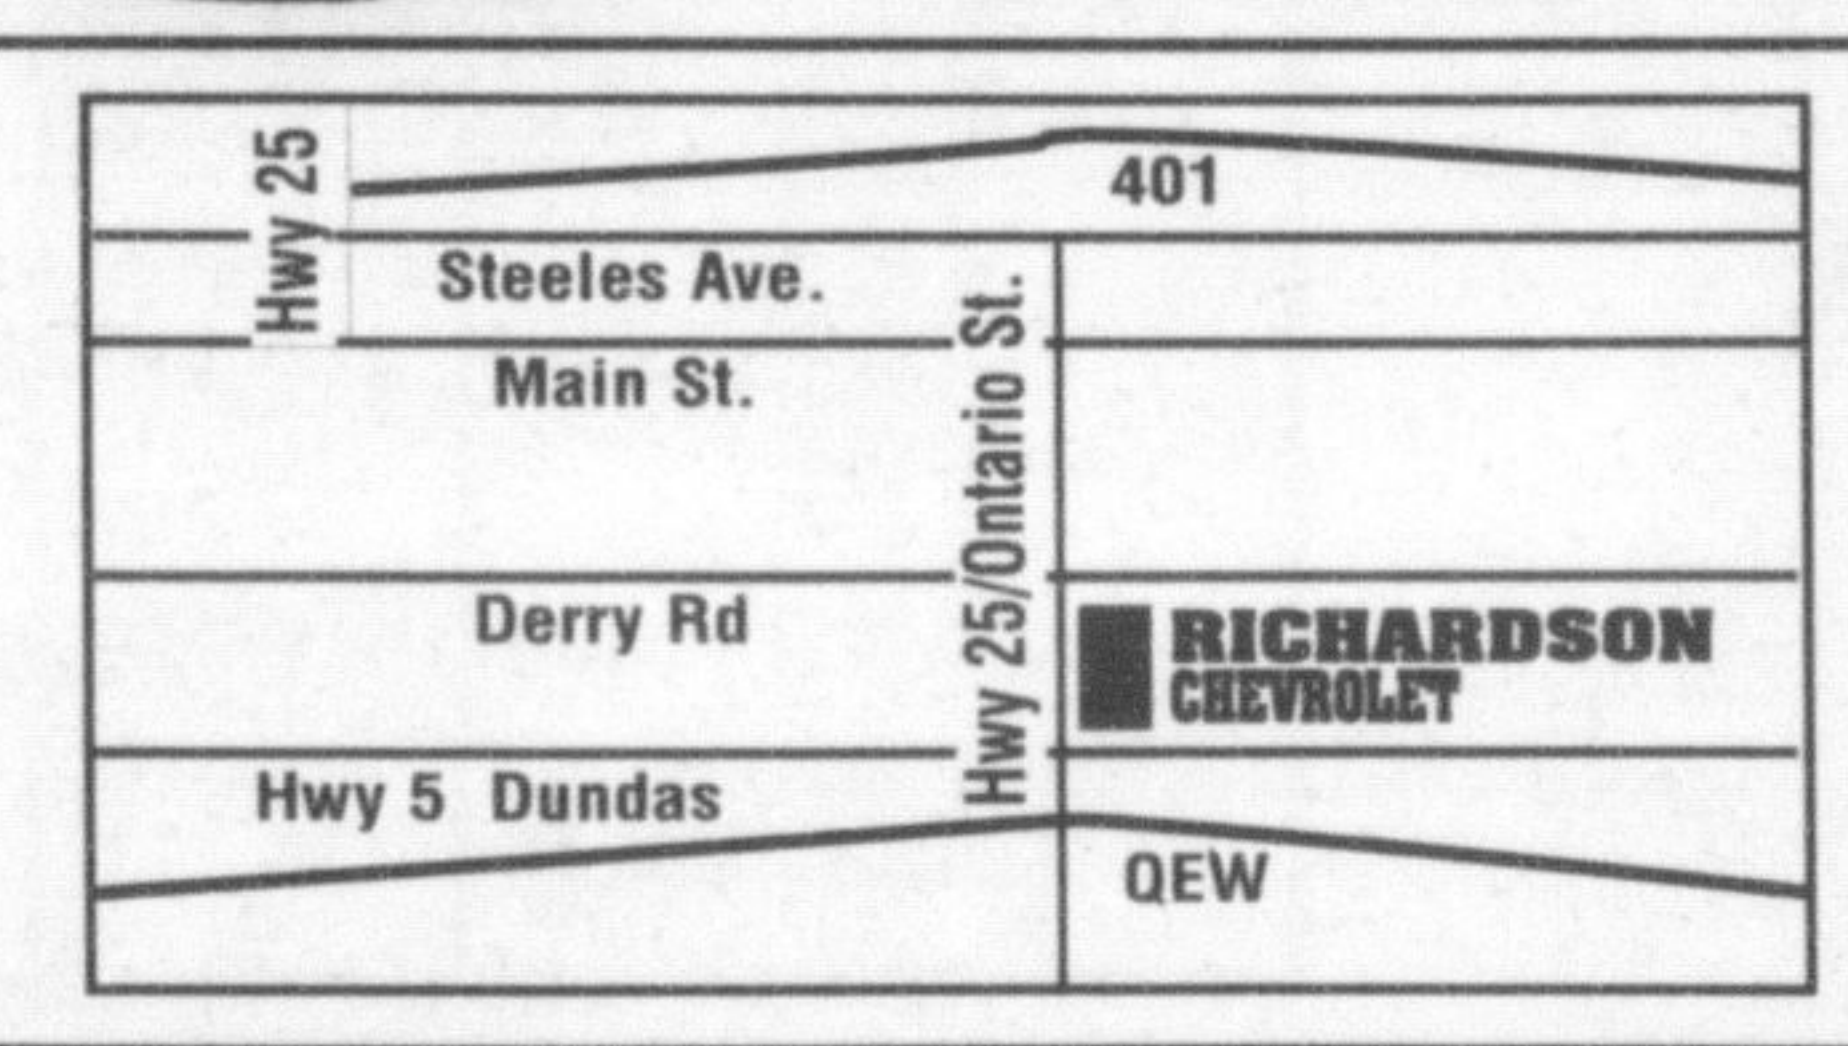 Hwy 25
401
Steeles Ave.
Main St.
Hwy 25/Ontario St.
Derry Rd
RICHARDSON
CHEVROLET
Hwy 5 Dundas
QEW